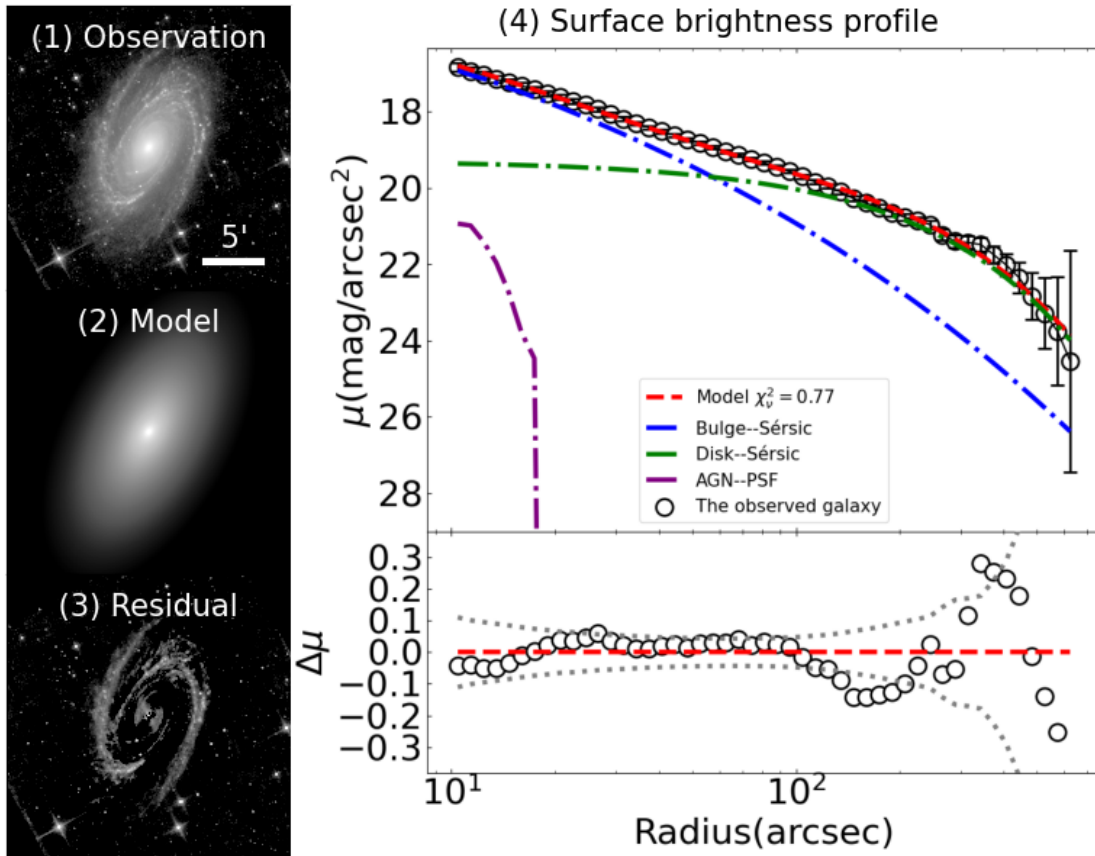 (1) Observation
5'
(2) Model
(3) Residual
(4) Surface brightness profile
18
20
22
24
26
28
μ(mag/arcsec²)
Model χ²ᵥ = 0.77
Bulge--Sérsic
Disk--Sérsic
AGN--PSF
The observed galaxy
0.3
0.2
0.1
0.0
−0.1
−0.2
−0.3
Δμ
10¹
10²
Radius(arcsec)